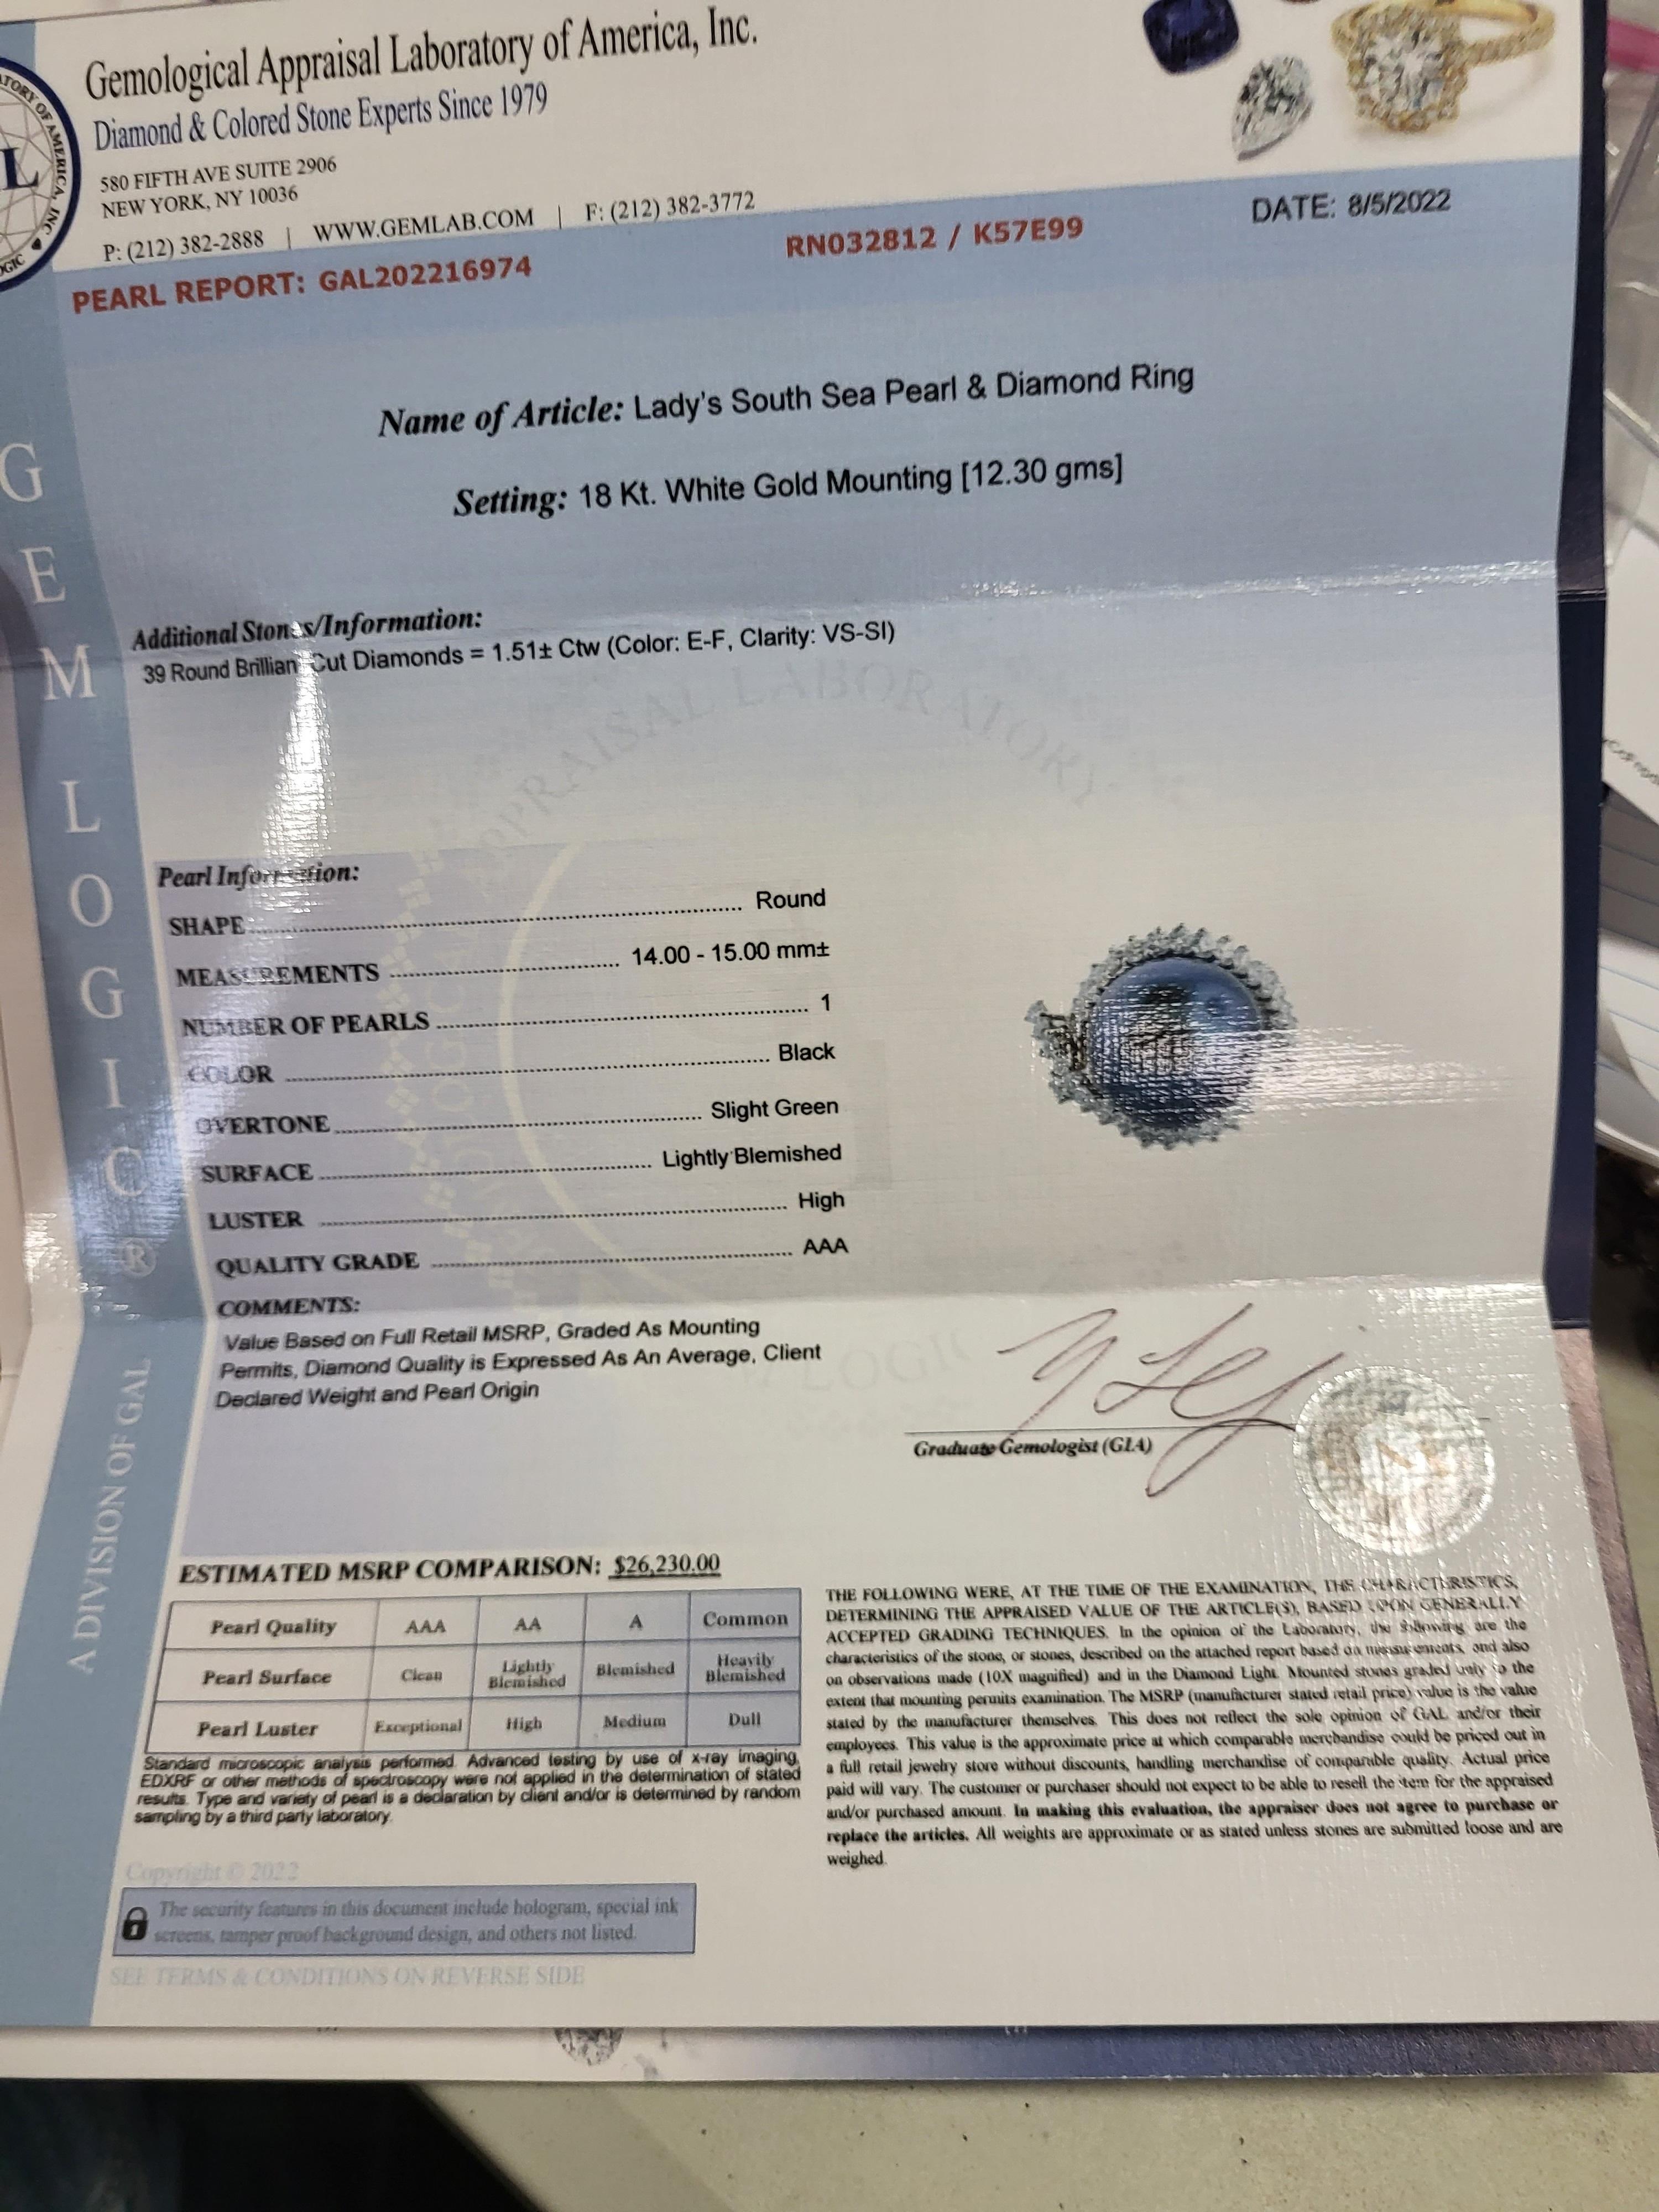 Gemological Appraisal Laboratory of America, Inc.
Diamond & Colored Stone Experts Since 1979
580 FIFTH AVE SUITE 2906
NEW YORK, NY 10036
P: (212) 382-2888 | WWW.GEMLAB.COM | F: (212) 382-3772
PEARL REPORT: GAL202216974
RN032812 / K57E99
DATE: 8/5/2022
GEMLOGIC®
A DIVISION OF GAL
Name of Article: Lady's South Sea Pearl & Diamond Ring
Setting: 18 Kt. White Gold Mounting [12.30 gms]
Additional Stones/Information:
39 Round Brilliant Cut Diamonds = 1.51± Ctw (Color: E-F, Clarity: VS-SI)
APPRAISAL LABORATORY
Pearl Information:
SHAPE Round
MEASUREMENTS 14.00 - 15.00 mm±
NUMBER OF PEARLS 1
COLOR Black
OVERTONE Slight Green
SURFACE Lightly Blemished
LUSTER High
QUALITY GRADE AAA
COMMENTS:
Value Based on Full Retail MSRP, Graded As Mounting
Permits, Diamond Quality is Expressed As An Average, Client
Declared Weight and Pearl Origin
Graduate Gemologist (GIA)
ESTIMATED MSRP COMPARISON: $26,230.00
Pearl Quality AAA AA A Common
Pearl Surface Clean Lightly Blemished Blemished Heavily Blemished
Pearl Luster Exceptional High Medium Dull
Standard microscopic analysis performed. Advanced testing by use of x-ray imaging,
EDXRF or other methods of spectroscopy were not applied in the determination of stated
results. Type and variety of pearl is a declaration by client and/or is determined by random
sampling by a third party laboratory.
THE FOLLOWING WERE, AT THE TIME OF THE EXAMINATION, THE CHARACTERISTICS,
DETERMINING THE APPRAISED VALUE OF THE ARTICLE(S), BASED UPON GENERALLY
ACCEPTED GRADING TECHNIQUES. In the opinion of the Laboratory, the following are the
characteristics of the stone, or stones, described on the attached report based on measurements, and also
on observations made (10X magnified) and in the Diamond Light. Mounted stones graded only to the
extent that mounting permits examination. The MSRP (manufacturer stated retail price) value is the value
stated by the manufacturer themselves. This does not reflect the sole opinion of GAL and/or their
employees. This value is the approximate price at which comparable merchandise could be priced out in
a full retail jewelry store without discounts, handling merchandise of comparable quality. Actual price
paid will vary. The customer or purchaser should not expect to be able to resell the item for the appraised
and/or purchased amount. In making this evaluation, the appraiser does not agree to purchase or
replace the articles. All weights are approximate or as stated unless stones are submitted loose and are
weighed.
Copyright © 2022
The security features in this document include hologram, special ink
screens, tamper proof background design, and others not listed.
SEE TERMS & CONDITIONS ON REVERSE SIDE